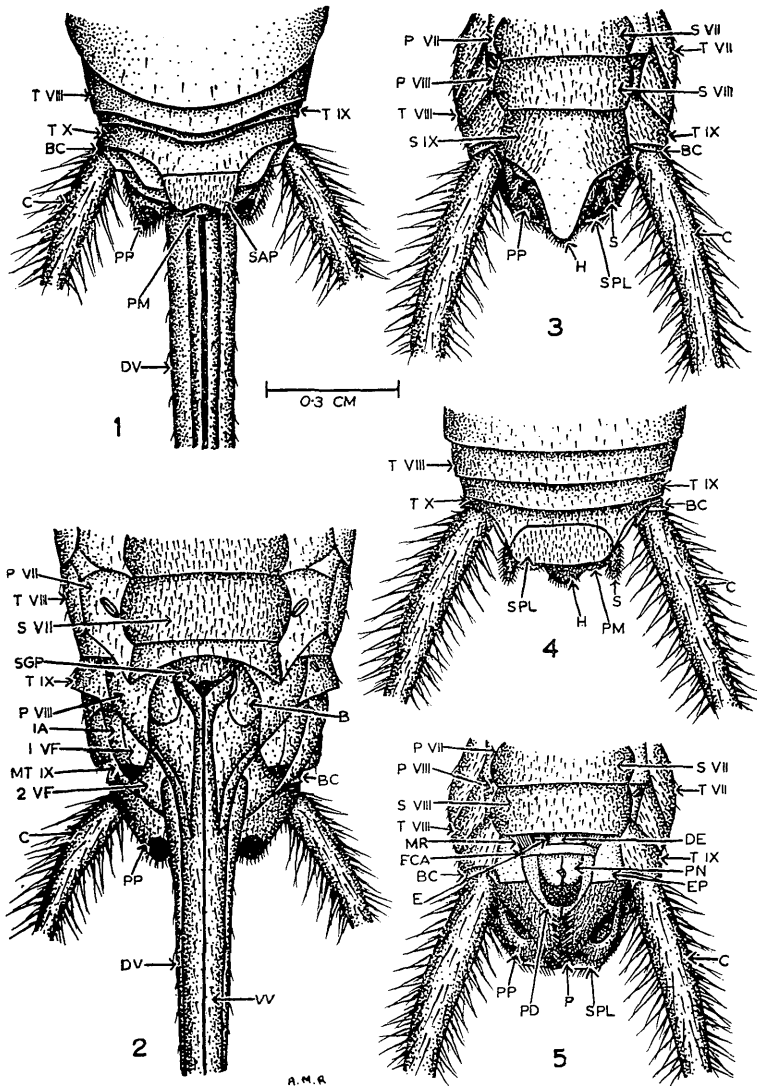 T VIII
T IX
T X
BC
C
PP
PM
SAP
DV
1
0·3 CM
P VII
S VII
T VII
P VIII
S VIII
T VIII
S IX
T IX
BC
PP
H
S
SPL
C
3
T VIII
T IX
T X
BC
C
SPL
H
PM
S
4
P VII
T VIII
S VII
SGP
T IX
P VIII
IA
1 VF
MT IX
2 VF
B
BC
C
PP
DV
VV
2
A.M.R
P VII
S VII
P VIII
T VII
S VIII
T VIII
MR
DE
ECA
T IX
BC
PN
E
EP
C
PP
PD
P
SPL
5